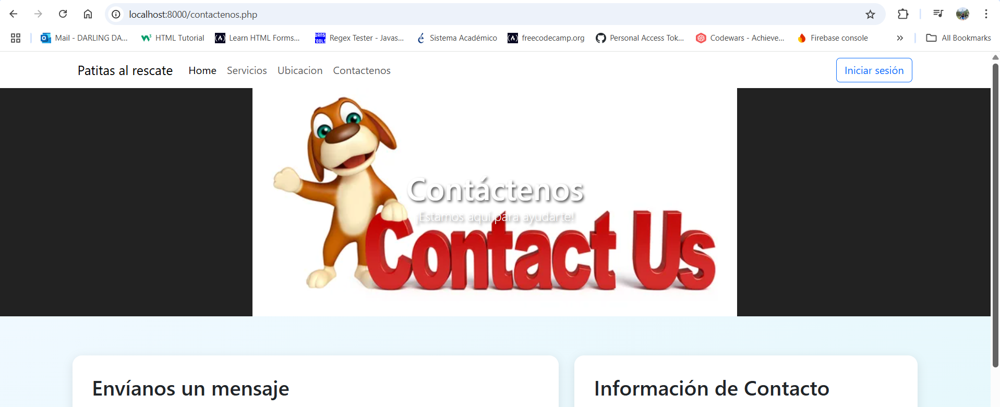 localhost:8000/contactenos.php
Mail - DARLING DA...
HTML Tutorial
Learn HTML Forms...
DANS TOOLS
Regex Tester - Javas...
Sistema Académico
freecodecamp.org
Personal Access Tok...
Codewars - Achieve...
Firebase console
All Bookmarks
Patitas al rescate
Home
Servicios
Ubicacion
Contactenos
Iniciar sesión
Contáctenos
¡Estamos aquí para ayudarte!
Contact Us
Envíanos un mensaje
Información de Contacto